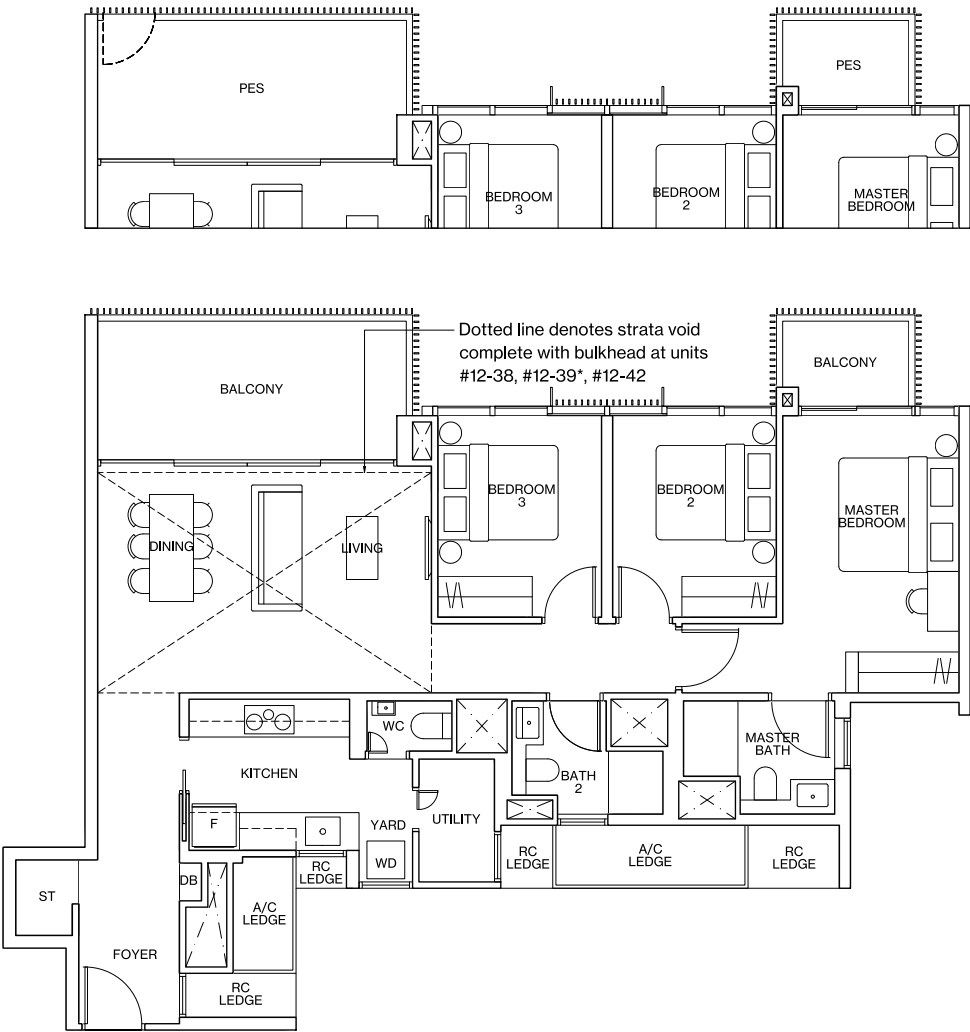 PES
PES
BEDROOM
3
BEDROOM
2
MASTER
BEDROOM
Dotted line denotes strata void
complete with bulkhead at units
#12-38, #12-39*, #12-42
BALCONY
BALCONY
BEDROOM
3
BEDROOM
2
MASTER
BEDROOM
DINING
LIVING
WC
KITCHEN
MASTER
BATH
BATH
2
F
YARD
UTILITY
WD
RC
LEDGE
RC
LEDGE
A/C
LEDGE
RC
LEDGE
DB
ST
A/C
LEDGE
FOYER
RC
LEDGE